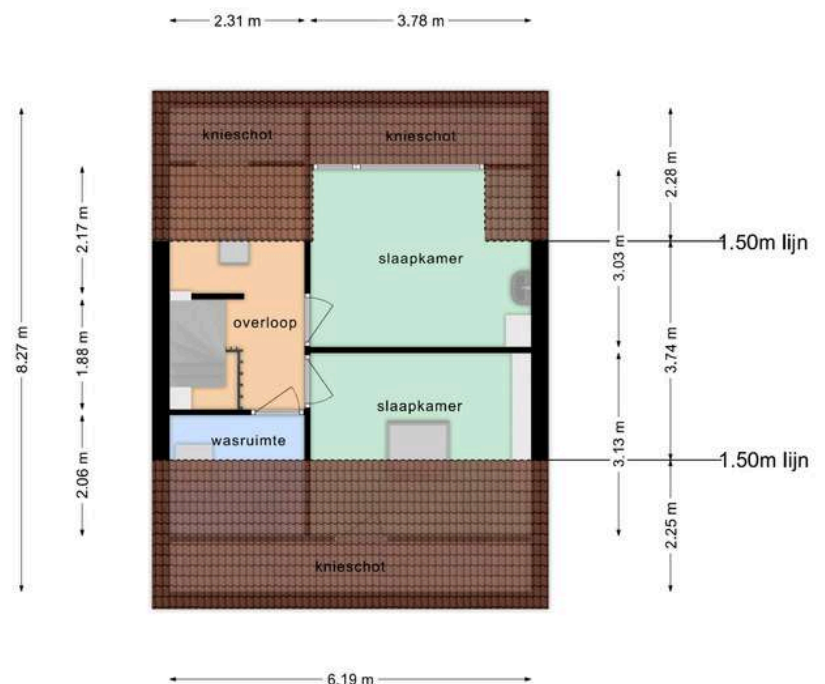 2.31 m
3.78 m
knieschot
knieschot
2.28 m
2.17 m
1.50m lijn
3.03 m
slaapkamer
overloop
8.27 m
1.88 m
3.74 m
slaapkamer
wasruimte
3.13 m
1.50m lijn
2.06 m
2.25 m
knieschot
6.19 m